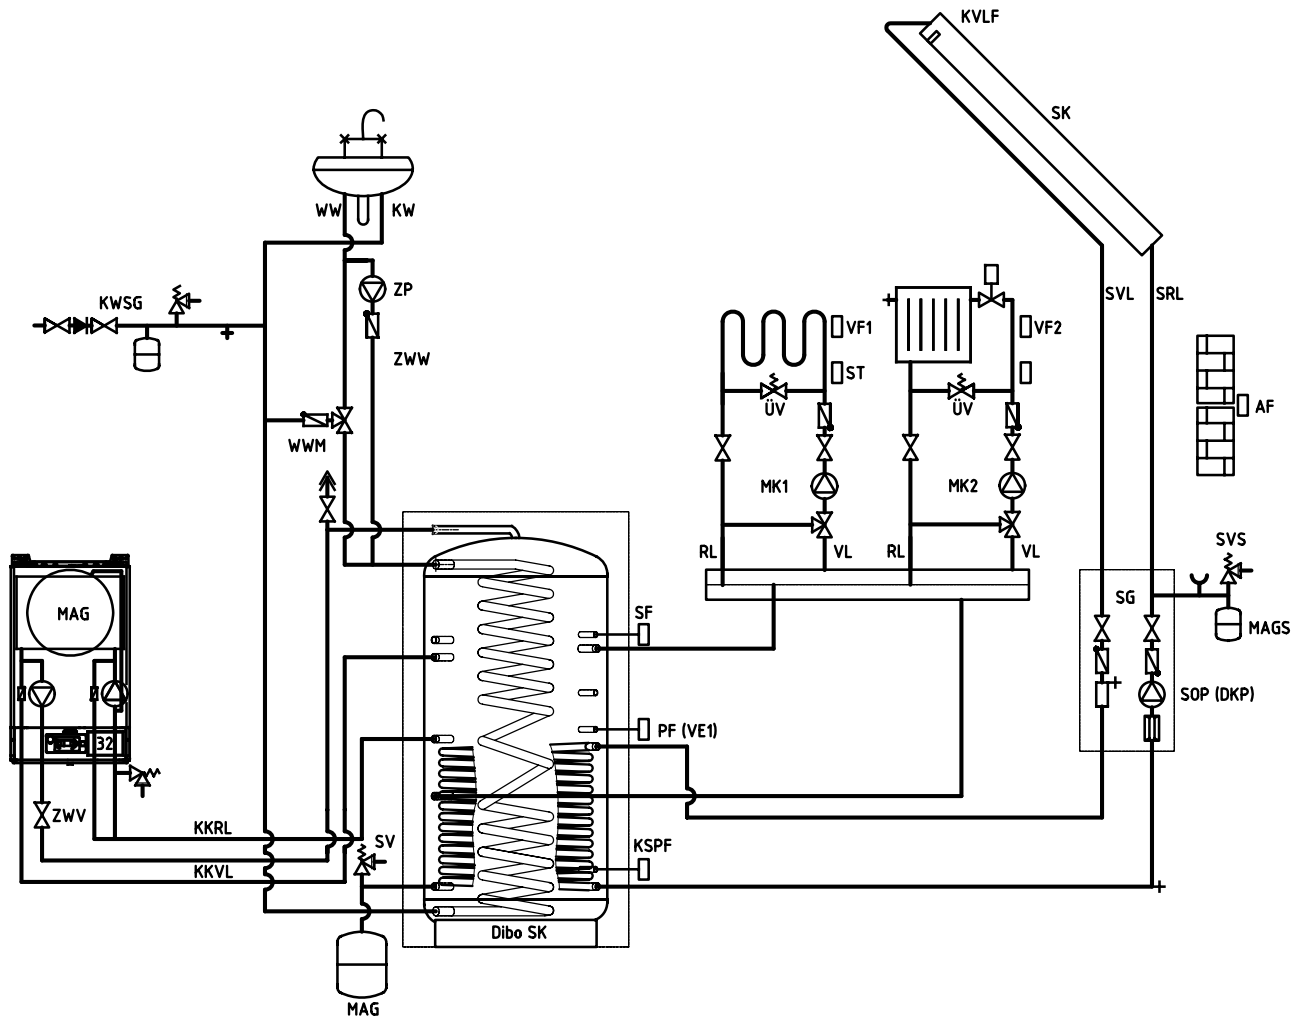 KVLF
SK
WW
KW
ZP
KWSG
ZWW
WWM
SVL
SRL
VF1
VF2
ST
ÜV
ÜV
AF
MK1
MK2
RL
VL
RL
VL
SVS
SG
MAGS
MAG
SF
SOP (DKP)
PF (VE1)
32
ZWV
KKRL
SV
KKVL
KSPF
Dibo SK
MAG